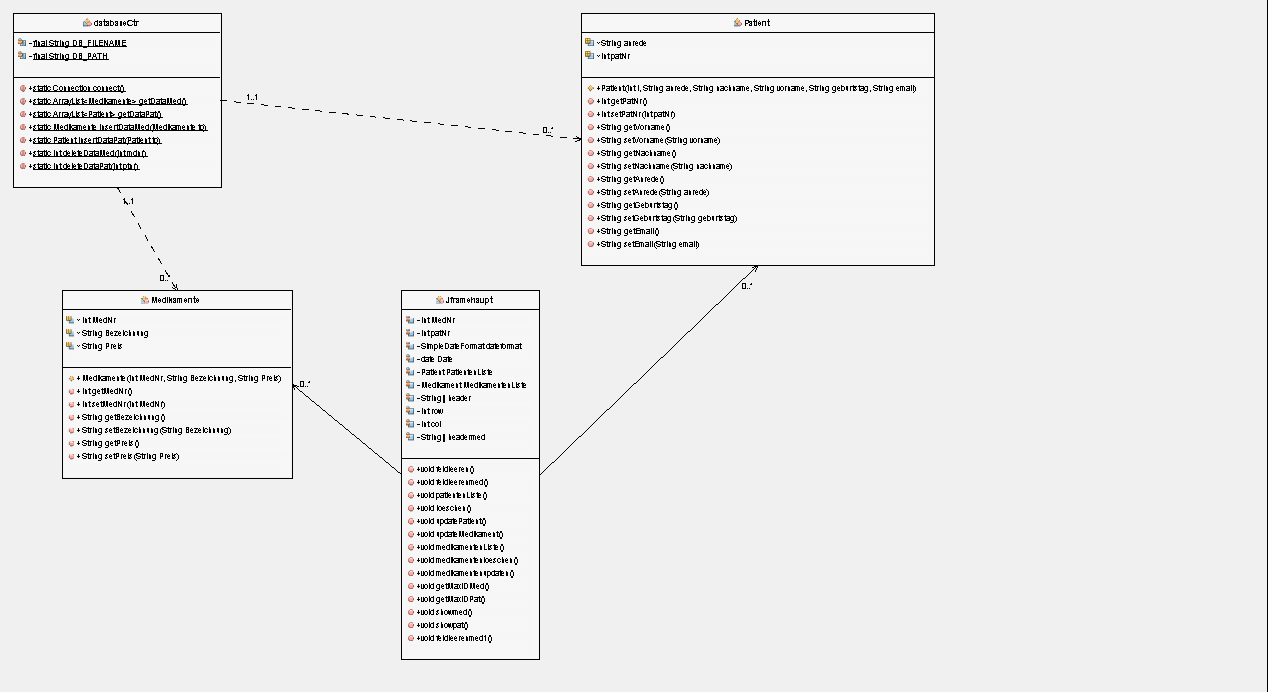 databaseCtr
-final String DB_FILENAME
-final String DB_PATH
+static Connection connect()
+static ArrayList<Medikamente> getDataMed()
+static ArrayList<Patient> getDataPat()
+static Medikamente insertDataMed(Medikamente tc)
+static Patient insertDataPat(Patient tc)
+static int deleteDataMed(int mdn)
+static int deleteDataPat(int ptn)
1..1
0..*
1..1
0..*
Patient
~String anrede
~int patNr
+Patient(int i, String anrede, String nachname, String vorname, String geburtstag, String email)
+int getPatNr()
+int setPatNr(int patNr)
+String getVorname()
+String setVorname(String vorname)
+String getNachname()
+String setNachname(String nachname)
+String getAnrede()
+String setAnrede(String anrede)
+String getGeburtstag()
+String setGeburtstag(String geburtstag)
+String getEmail()
+String setEmail(String email)
Medikamente
~int MedNr
~String Bezeichnung
~String Preis
+ Medikamente(int MedNr, String Bezeichnung, String Preis)
+ int getMedNr()
+ int setMedNr(int MedNr)
+ String getBezeichnung()
+ String setBezeichnung(String Bezeichnung)
+ String getPreis()
+ String setPreis(String Preis)
0..*
Jframehaupt
-int MedNr
-int patNr
-SimpleDateFormat dateformat
-date Date
-Patient PatientenListe
-Medikament MedikamentenListe
-String[] header
-int row
-int col
-String[] headermed
+void feldleeren()
+void feldleerenmed()
+void patientenListe()
+void loeschen()
+void updatePatient()
+void updateMedikament()
+void medikamentenListe()
+void medikamentenloeschen()
+void medikamentenupdaten()
+void getMaxIDMed()
+void getMaxIDPat()
+void showmed()
+void showpat()
+void feldleerenmed1()
0..*